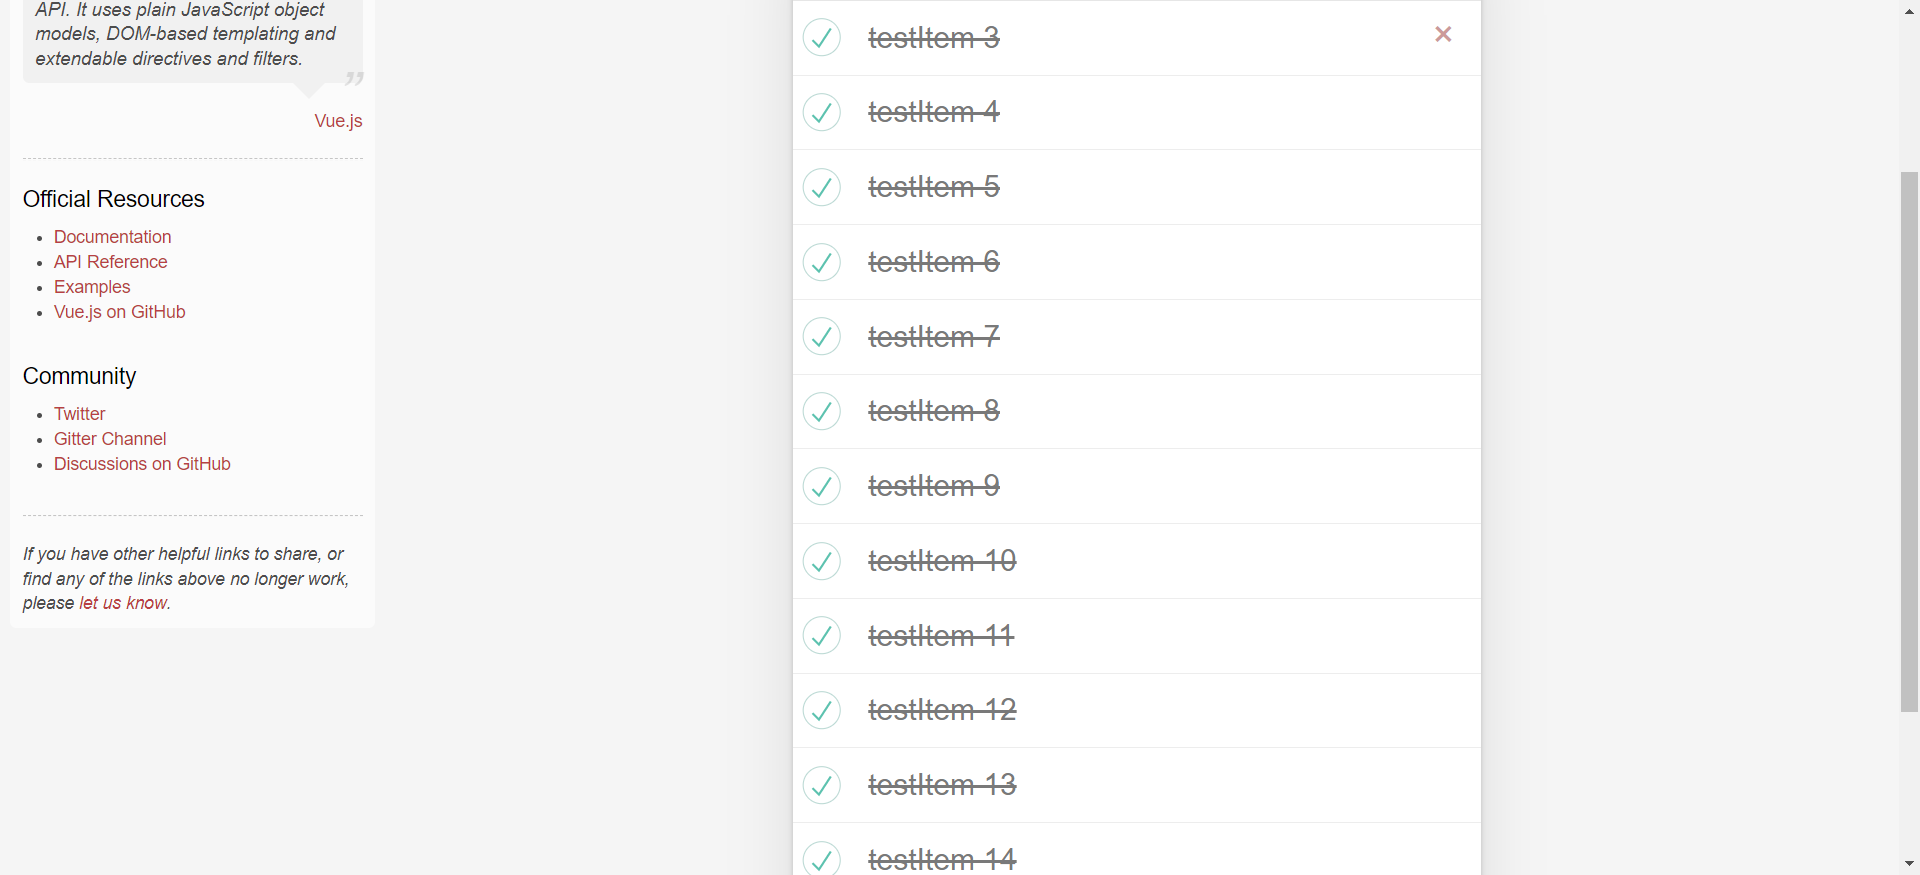 API. It uses plain JavaScript object
models, DOM-based templating and
extendable directives and filters.
”
Vue.js
Official Resources
Documentation
API Reference
Examples
Vue.js on GitHub
Community
Twitter
Gitter Channel
Discussions on GitHub
If you have other helpful links to share, or
find any of the links above no longer work,
please let us know.
testItem 3
×
testItem 4
testItem 5
testItem 6
testItem 7
testItem 8
testItem 9
testItem 10
testItem 11
testItem 12
testItem 13
testItem 14